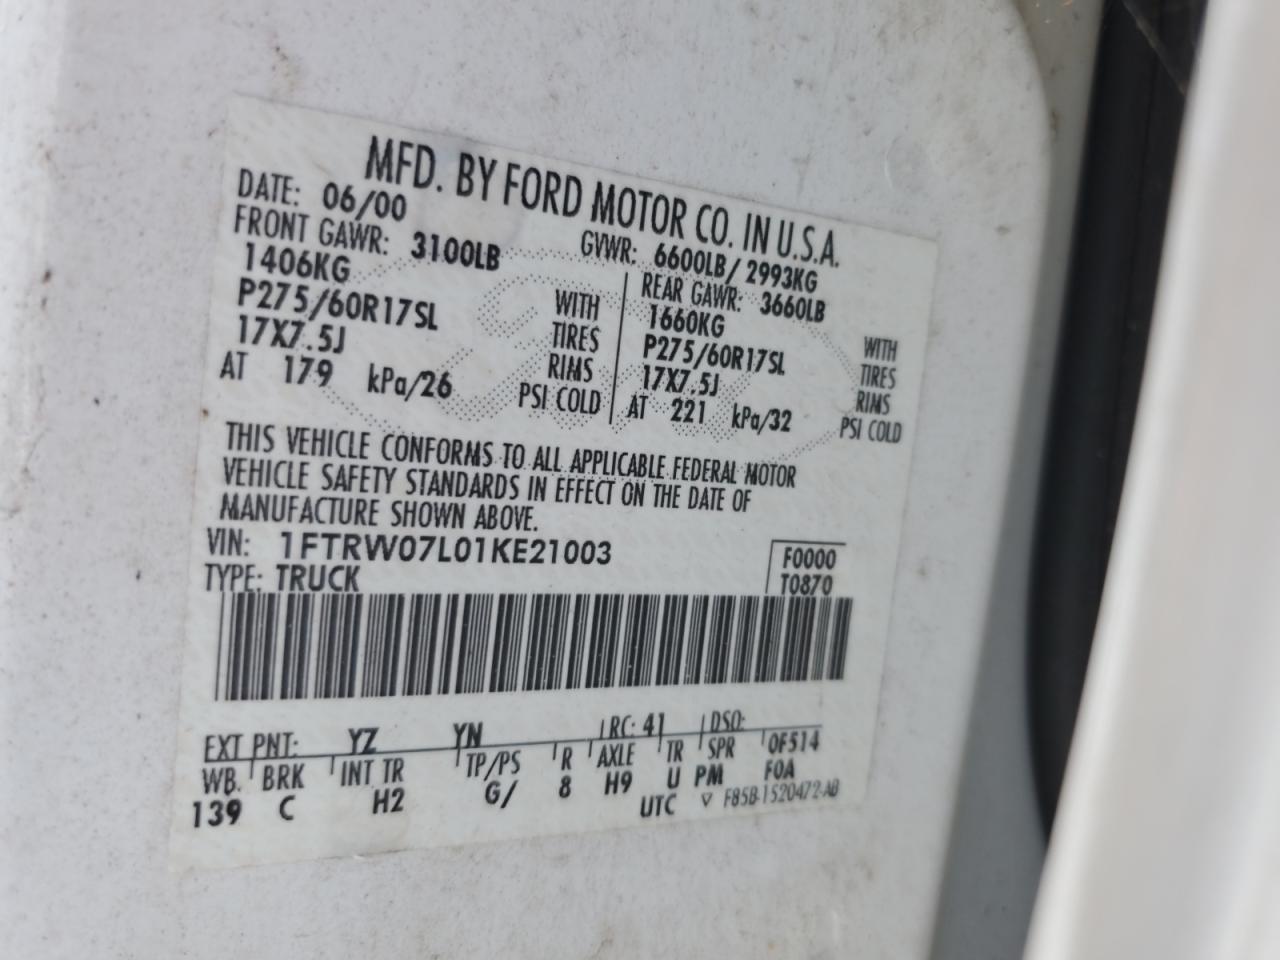 MFD. BY FORD MOTOR CO. IN U.S.A.
DATE: 06/00 GVWR: 6600LB/ 2993KG
FRONT GAWR: 3100LB REAR GAWR: 3660LB
1406KG WITH 1660KG WITH
P275/60R17SL TIRES P275/60R17SL TIRES
17X7.5J RIMS 17X7.5J RIMS
AT 179 kPa/26 PSI COLD AT 221 kPa/32 PSI COLD
THIS VEHICLE CONFORMS TO ALL APPLICABLE FEDERAL MOTOR
VEHICLE SAFETY STANDARDS IN EFFECT ON THE DATE OF
MANUFACTURE SHOWN ABOVE.
VIN: 1FTRW07L01KE21003 F0000
TYPE: TRUCK T0870
EXT PNT: YZ YN RC: 41 DSO:
WB BRK INT TR TP/PS R AXLE TR SPR 0F514
139 C H2 G/ 8 H9 U PM F0A
UTC ▽ F85B-1520472-AB